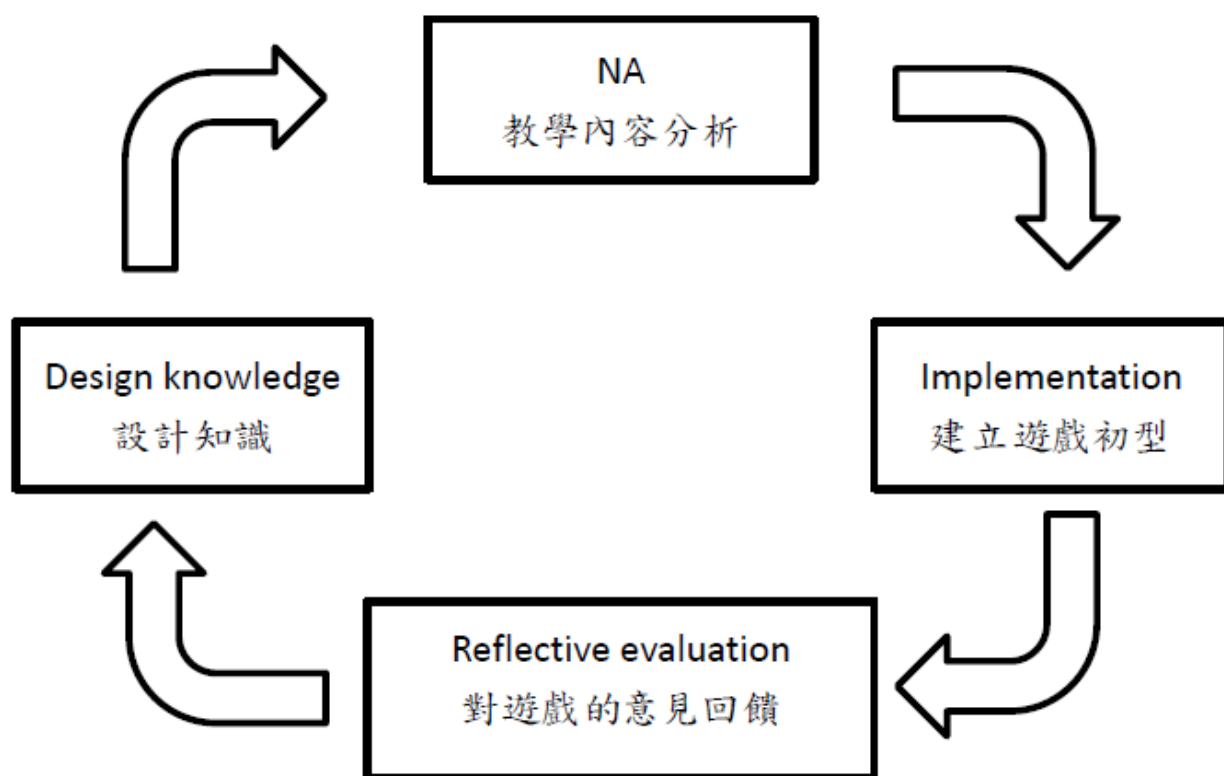 NA
教學內容分析
Design knowledge
設計知識
Implementation
建立遊戲初型
Reflective evaluation
對遊戲的意見回饋